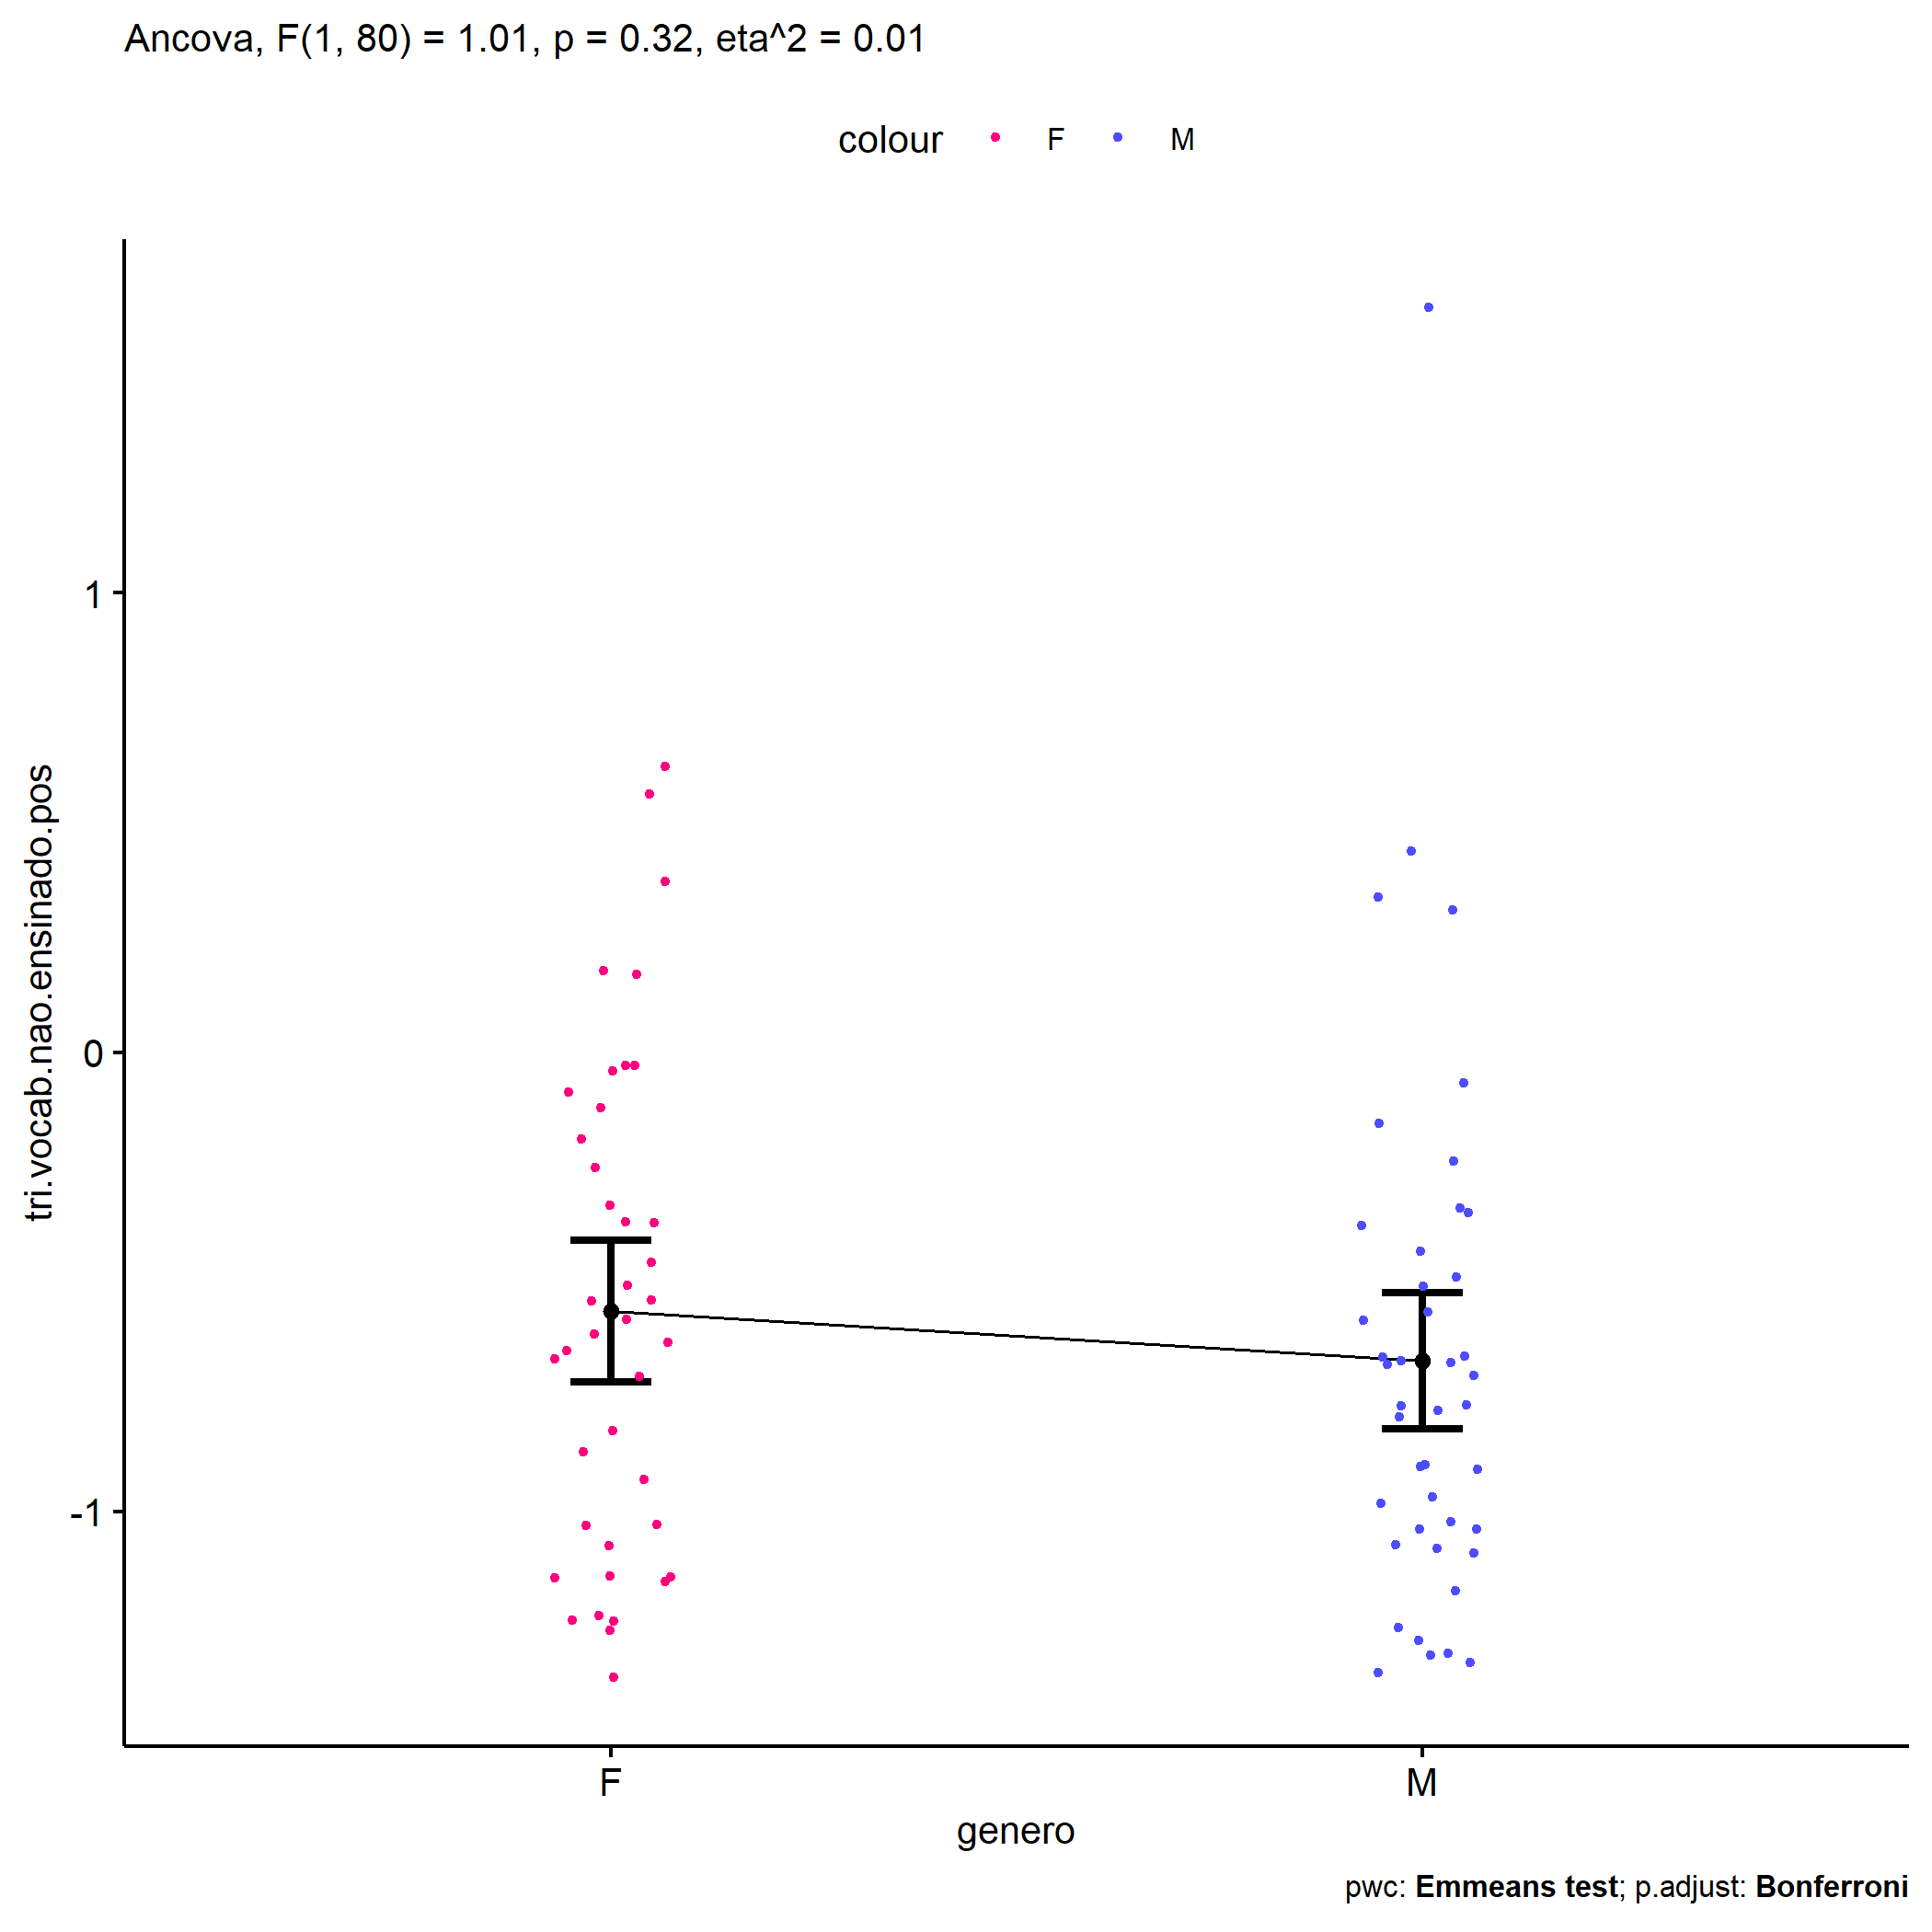 Ancova, F(1, 80) = 1.01, p = 0.32, eta^2 = 0.01
colour F M
tri.vocab.nao.ensinado.pos
1
0
-1
F M
genero
pwc: Emmeans test; p.adjust: Bonferroni